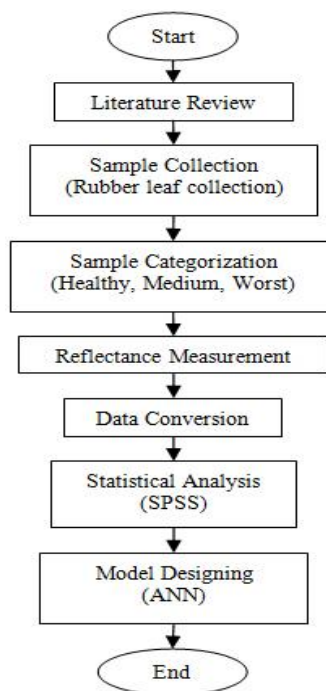 Start
Literature Review
Sample Collection
(Rubber leaf collection)
Sample Categorization
(Healthy, Medium, Worst)
Reflectance Measurement
Data Conversion
Statistical Analysis
(SPSS)
Model Designing
(ANN)
End